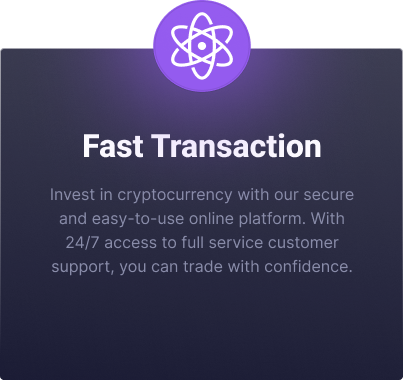 Fast Transaction
Invest in cryptocurrency with our secure
and easy-to-use online platform. With
24/7 access to full service customer
support, you can trade with confidence.